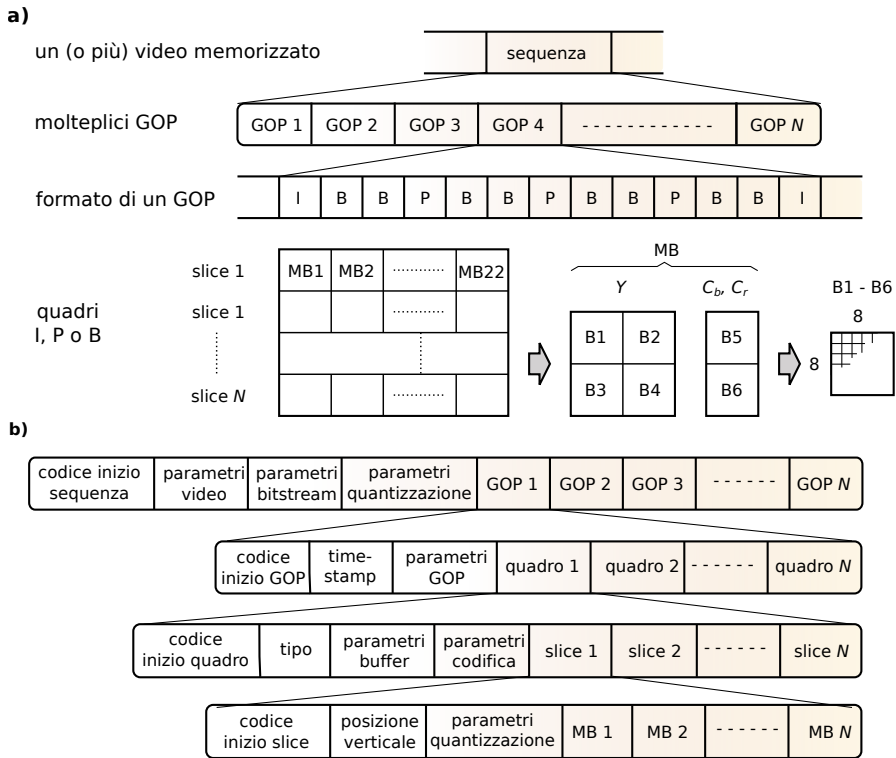 a)
un (o più) video memorizzato
sequenza
molteplici GOP
GOP 1 GOP 2 GOP 3 GOP 4 - - - - - - - - - - - - GOP N
formato di un GOP
I B B P B B P B B P B B I
MB
slice 1
MB1 MB2 ........... MB22
Y
Cb, Cr
B1 - B6
slice 1
...........
8
quadri
I, P o B
B1 B2
B5
8
B3 B4
B6
slice N
...........
b)
codice inizio
sequenza
parametri
video
parametri
bitstream
parametri
quantizzazione
GOP 1 GOP 2 GOP 3 - - - - - - GOP N
codice
inizio GOP
time-
stamp
parametri
GOP
quadro 1 quadro 2 - - - - - - quadro N
codice
inizio quadro
tipo
parametri
buffer
parametri
codifica
slice 1 slice 2 - - - - - - slice N
codice
inizio slice
posizione
verticale
parametri
quantizzazione
MB 1 MB 2 - - - - - - MB N